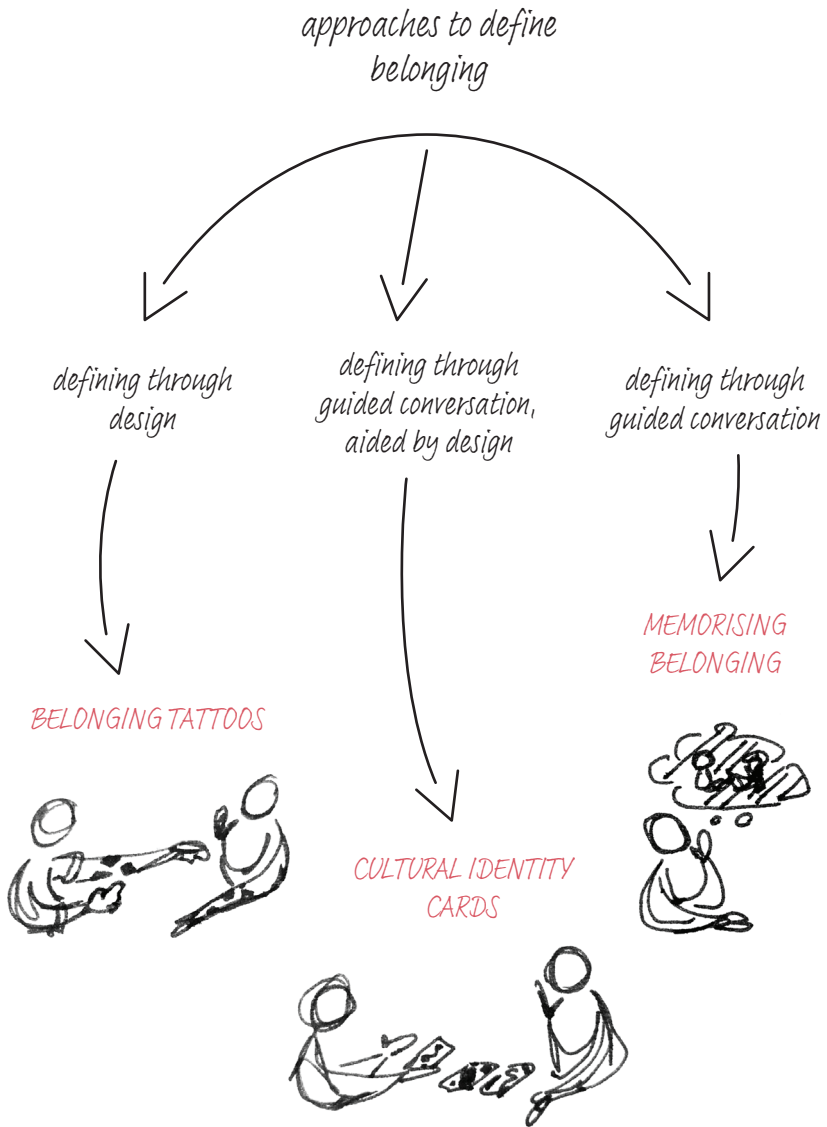 approaches to define
belonging
defining through
design
defining through
guided conversation,
aided by design
defining through
guided conversation
MEMORISING
BELONGING
BELONGING TATTOOS
CULTURAL IDENTITY
CARDS